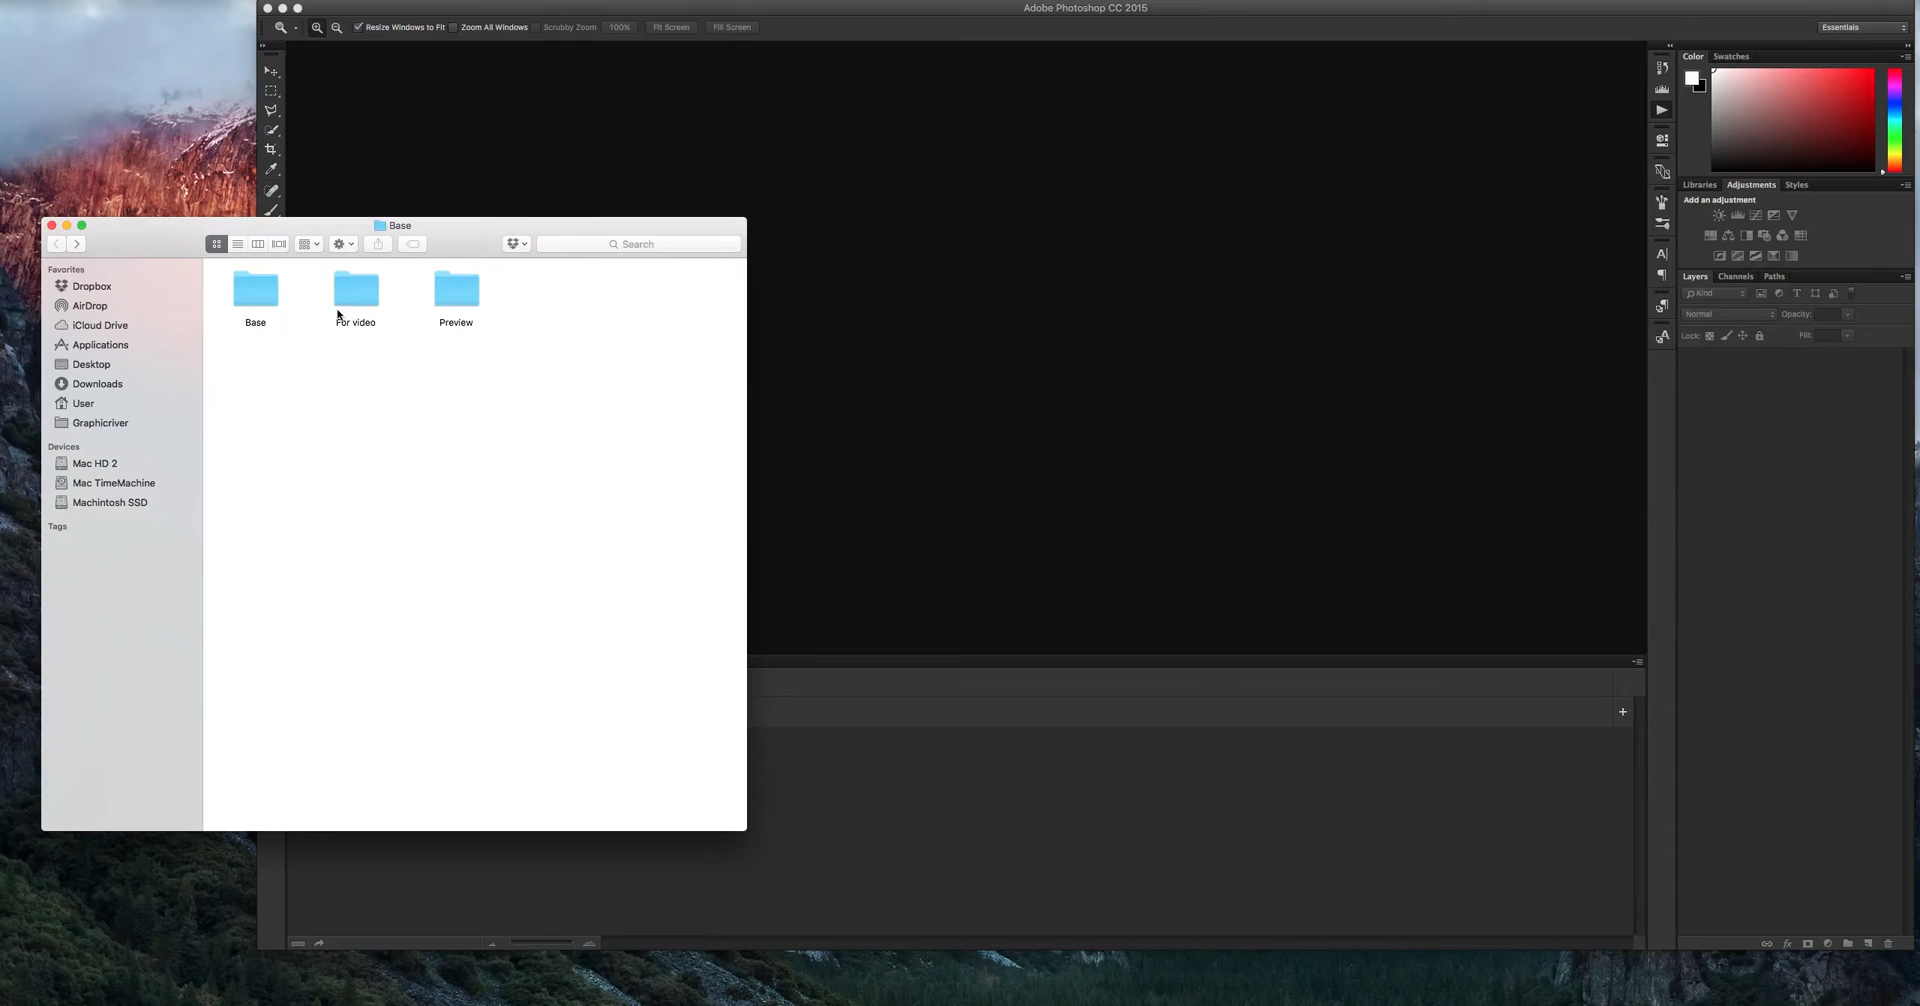 Adobe Photoshop CC 2015
Resize Windows to Fit Zoom All Windows Scrubby Zoom 100% Fit Screen Fill Screen Essentials
Color Swatches
Libraries Adjustments Styles
Add an adjustment
Layers Channels Paths
Kind
Normal Opacity:
Lock: Fill:
Base
Search
Favorites
Dropbox
AirDrop
iCloud Drive
Applications
Desktop
Downloads
User
Graphicriver
Devices
Mac HD 2
Mac TimeMachine
Machintosh SSD
Tags
Base For video Preview